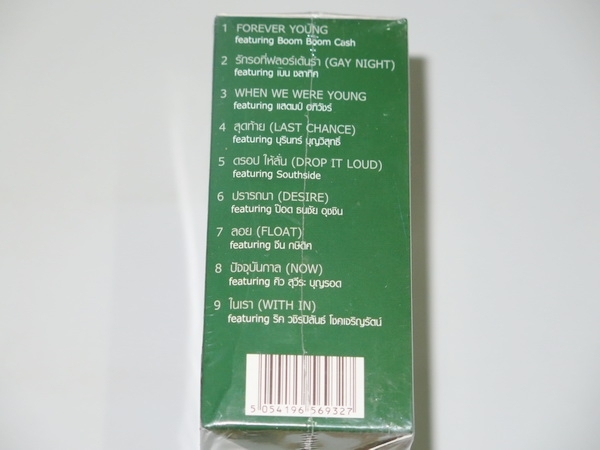 1 FOREVER YOUNG
featuring Boom Boom Cash
2 รักรอที่ฟลอร์เต้นรำ (GAY NIGHT)
featuring เบน ชลาทิศ
3 WHEN WE WERE YOUNG
featuring แสตมป์ อภิวัชร์
4 สุดท้าย (LAST CHANCE)
featuring บุรินทร์ บุญวิสุทธิ์
5 ดรอป ให้ลั่น (DROP IT LOUD)
featuring Southside
6 ปรารถนา (DESIRE)
featuring ป๊อด ธนชัย อุชชิน
7 ลอย (FLOAT)
featuring จีน กษิดิศ
8 ปัจจุบันกาล (NOW)
featuring คิว สุวีระ บุญรอด
9 ในเรา (WITH IN)
featuring ริค วชิรปิลันธ์ โชคเจริญรัตน์
5 054196 569327